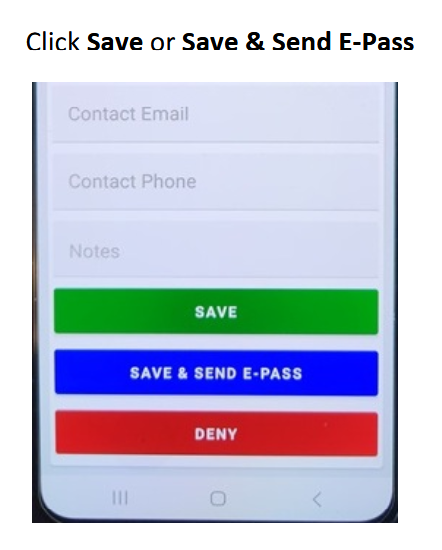 Click Save or Save & Send E-Pass
Contact Email
Contact Phone
Notes
SAVE
SAVE & SEND E-PASS
DENY